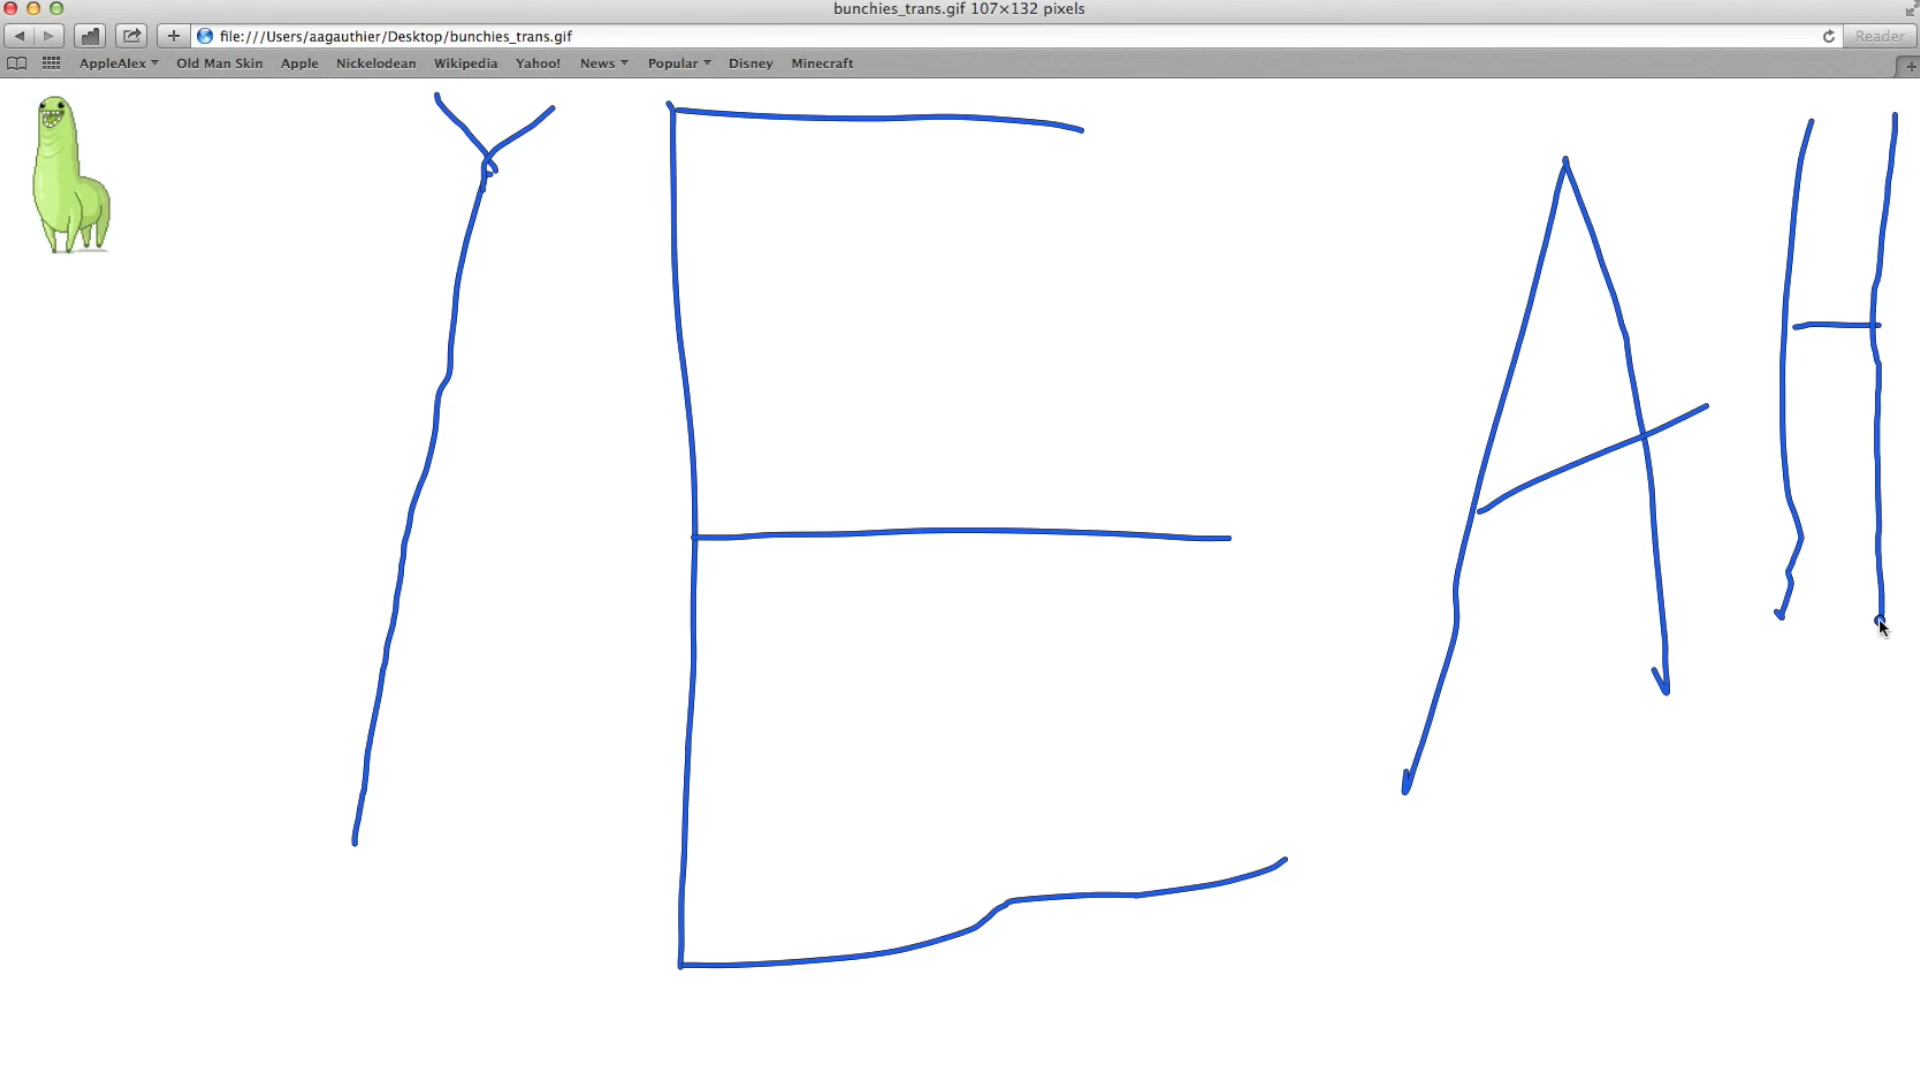 bunchies_trans.gif 107×132 pixels
file:///Users/aagauthier/Desktop/bunchies_trans.gif Reader
AppleAlex Old Man Skin Apple Nickelodean Wikipedia Yahoo! News Popular Disney Minecraft
YEAH